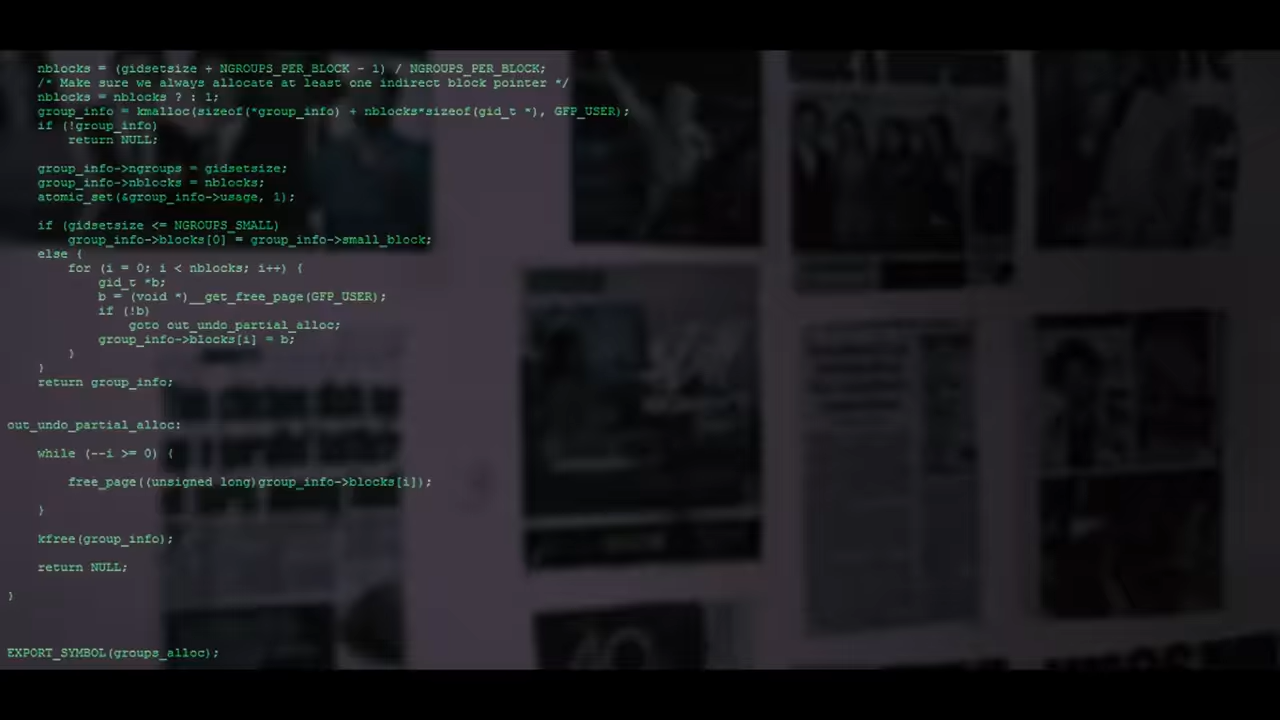 nblocks = (gidsetsize + NGROUPS_PER_BLOCK - 1) / NGROUPS_PER_BLOCK;
/* Make sure we always allocate at least one indirect block pointer */
nblocks = nblocks ? : 1;
group_info = kmalloc(sizeof(*group_info) + nblocks*sizeof(gid_t *), GFP_USER);
if (!group_info)
return NULL;
group_info->ngroups = gidsetsize;
group_info->nblocks = nblocks;
atomic_set(&group_info->usage, 1);
if (gidsetsize <= NGROUPS_SMALL)
group_info->blocks[0] = group_info->small_block;
else {
for (i = 0; i < nblocks; i++) {
gid_t *b;
b = (void *)__get_free_page(GFP_USER);
if (!b)
goto out_undo_partial_alloc;
group_info->blocks[i] = b;
}
}
return group_info;
out_undo_partial_alloc:
while (--i >= 0) {
free_page((unsigned long)group_info->blocks[i]);
}
kfree(group_info);
return NULL;
}
EXPORT_SYMBOL(groups_alloc);